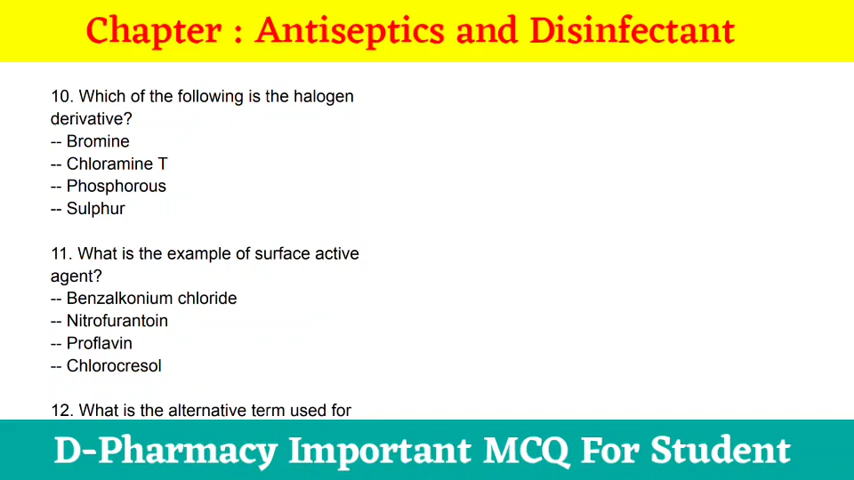 Chapter : Antiseptics and Disinfectant
10. Which of the following is the halogen
derivative?
-- Bromine
-- Chloramine T
-- Phosphorous
-- Sulphur
11. What is the example of surface active
agent?
-- Benzalkonium chloride
-- Nitrofurantoin
-- Proflavin
-- Chlorocresol
12. What is the alternative term used for
D-Pharmacy Important MCQ For Student